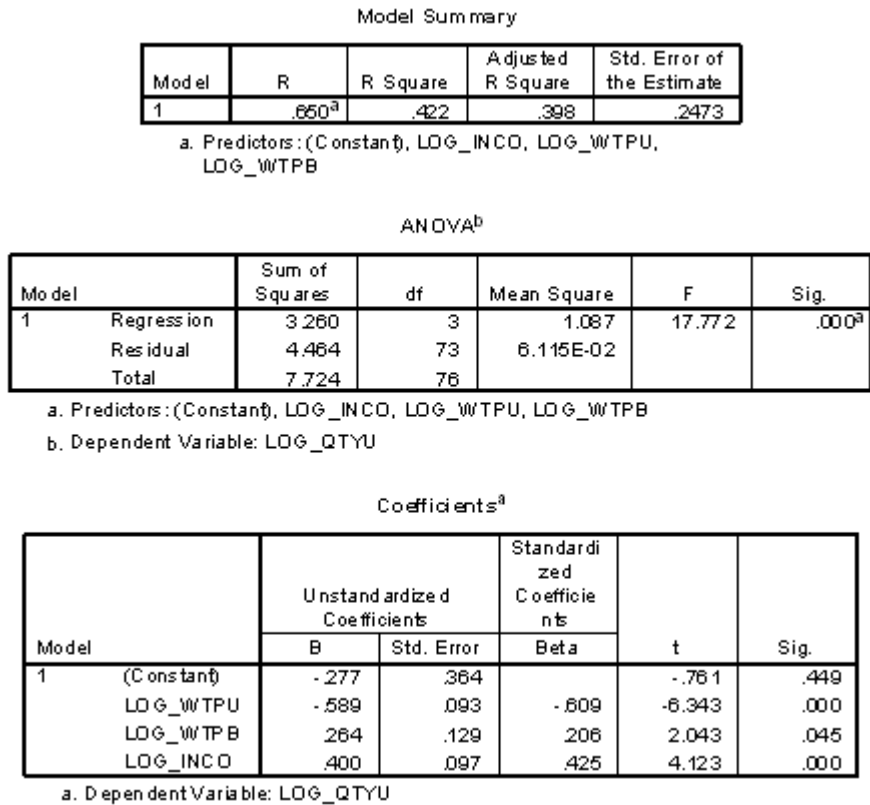 Model Summary
Model R R Square Adjusted R Square Std. Error of the Estimate
1 .650a .422 .398 .2473
a. Predictors: (Constant), LOG_INCO, LOG_WTPU,
LOG_WTPB
ANOVAb
Model Sum of Squares df Mean Square F Sig.
1 Regression 3.260 3 1.087 17.772 .000a
Residual 4.464 73 6.115E-02
Total 7.724 76
a. Predictors: (Constant), LOG_INCO, LOG_WTPU, LOG_WTPB
b. Dependent Variable: LOG_QTYU
Coefficientsa
Unstandardized Coefficients Standardi zed Coefficie nts
Model B Std. Error Beta t Sig.
1 (Constant) -.277 .364 -.761 .449
LOG_WTPU -.589 .093 -.609 -6.343 .000
LOG_WTPB .264 .129 .206 2.043 .045
LOG_INCO .400 .097 .425 4.123 .000
a. Dependent Variable: LOG_QTYU